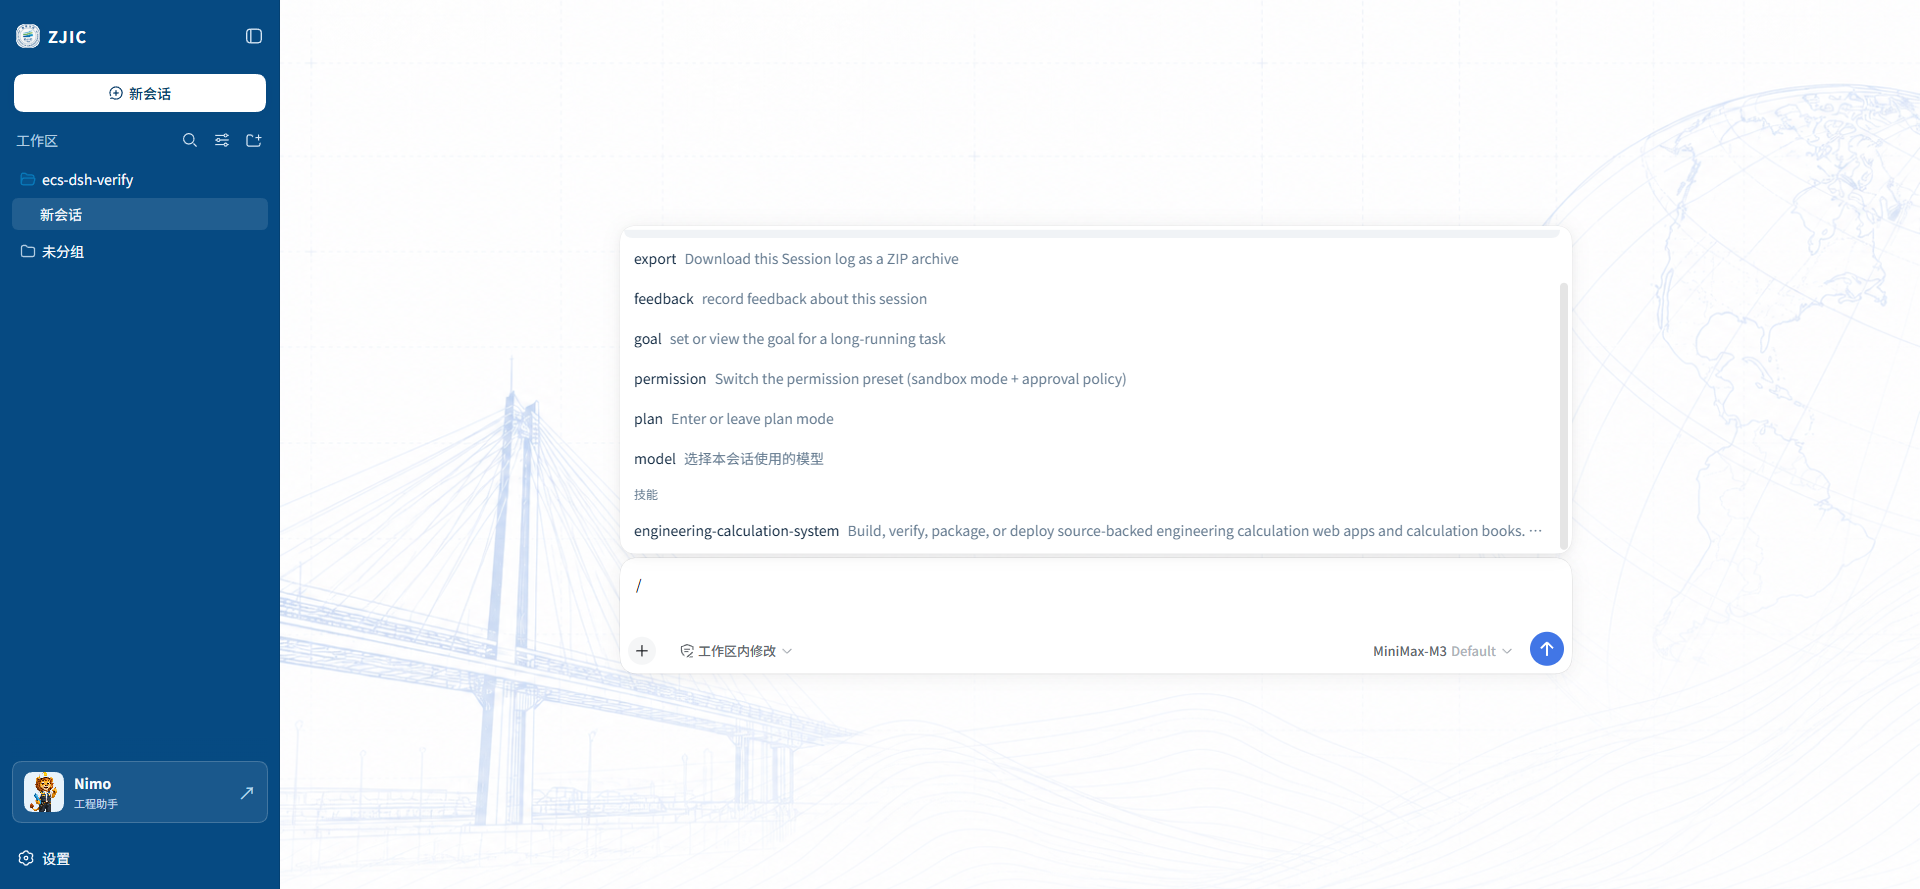 ZJIC
新会话
工作区
ecs-dsh-verify
新会话
未分组
Nimo
工程助手
设置
export Download this Session log as a ZIP archive
feedback record feedback about this session
goal set or view the goal for a long-running task
permission Switch the permission preset (sandbox mode + approval policy)
plan Enter or leave plan mode
model 选择本会话使用的模型
技能
engineering-calculation-system Build, verify, package, or deploy source-backed engineering calculation web apps and calculation books. ···
/
工作区内修改
MiniMax-M3 Default